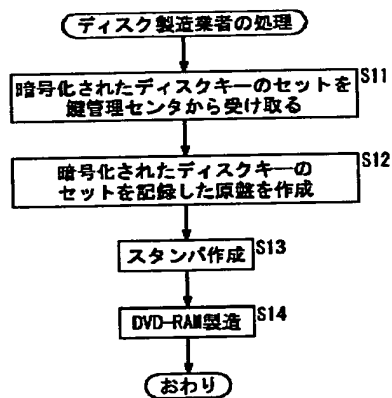 ディスク製造業者の処理
S11
暗号化されたディスクキーのセットを
鍵管理センタから受け取る
S12
暗号化されたディスクキーの
セットを記録した原盤を作成
S13
スタンパ作成
S14
DVD-RAM製造
おわり